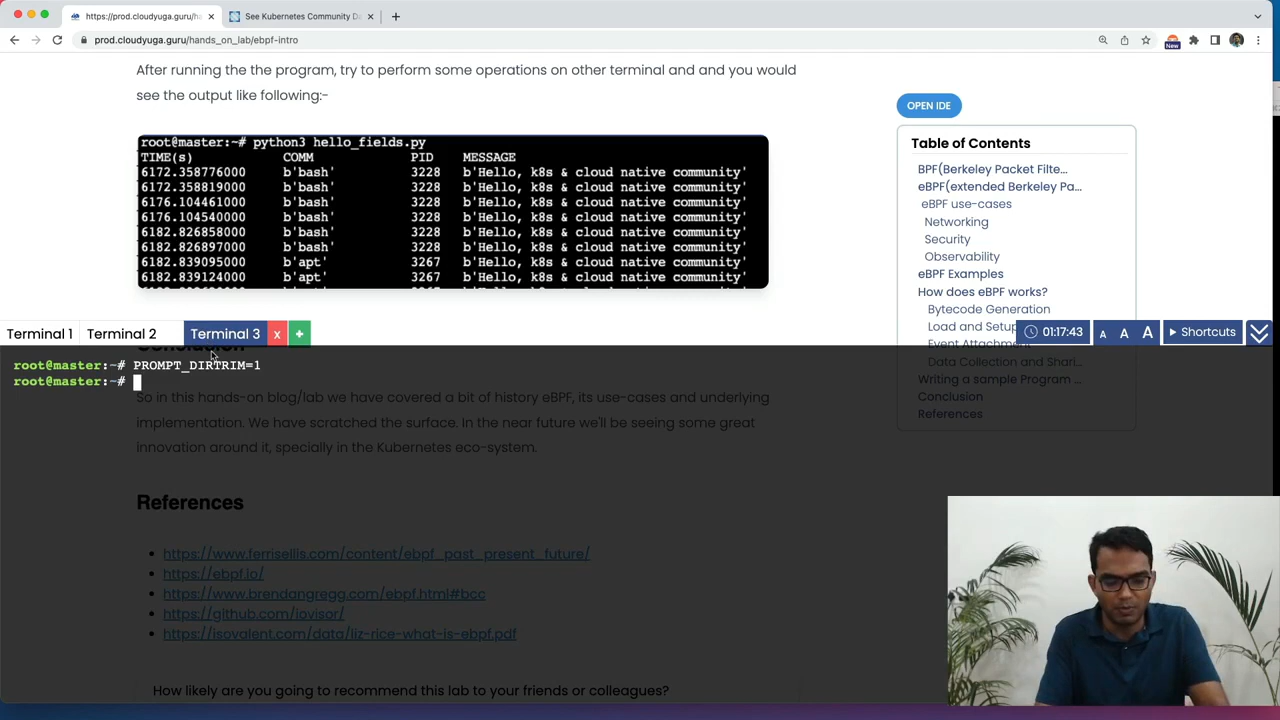 https://prod.cloudyuga.guru/ha
See Kubernetes Community Da
prod.cloudyuga.guru/hands_on_lab/ebpf-intro
New
After running the the program, try to perform some operations on other terminal and and you would
see the output like following:-
root@master:~# python3 hello_fields.py
TIME(s) COMM PID MESSAGE
6172.358776000 b'bash' 3228 b'Hello, k8s & cloud native community'
6172.358819000 b'bash' 3228 b'Hello, k8s & cloud native community'
6176.104461000 b'bash' 3228 b'Hello, k8s & cloud native community'
6176.104540000 b'bash' 3228 b'Hello, k8s & cloud native community'
6182.826858000 b'bash' 3228 b'Hello, k8s & cloud native community'
6182.826897000 b'bash' 3228 b'Hello, k8s & cloud native community'
6182.839095000 b'apt' 3267 b'Hello, k8s & cloud native community'
6182.839124000 b'apt' 3267 b'Hello, k8s & cloud native community'
OPEN IDE
Table of Contents
BPF(Berkeley Packet Filte...
eBPF(extended Berkeley Pa...
eBPF use-cases
Networking
Security
Observability
eBPF Examples
How does eBPF works?
Bytecode Generation
Load and Setup
Event Attachment
Data Collection and Shari...
Writing a sample Program ...
Conclusion
References
Terminal 1 Terminal 2 Terminal 3 x +
01:17:43 A A A Shortcuts
Conclusion
root@master:~# PROMPT_DIRTRIM=1
root@master:~#
So in this hands-on blog/lab we have covered a bit of history eBPF, its use-cases and underlying
implementation. We have scratched the surface. In the near future we'll be seeing some great
innovation around it, specially in the Kubernetes eco-system.
References
https://www.ferrisellis.com/content/ebpf_past_present_future/
https://ebpf.io/
https://www.brendangregg.com/ebpf.html#bcc
https://github.com/iovisor/
https://isovalent.com/data/liz-rice-what-is-ebpf.pdf
How likely are you going to recommend this lab to your friends or colleagues?